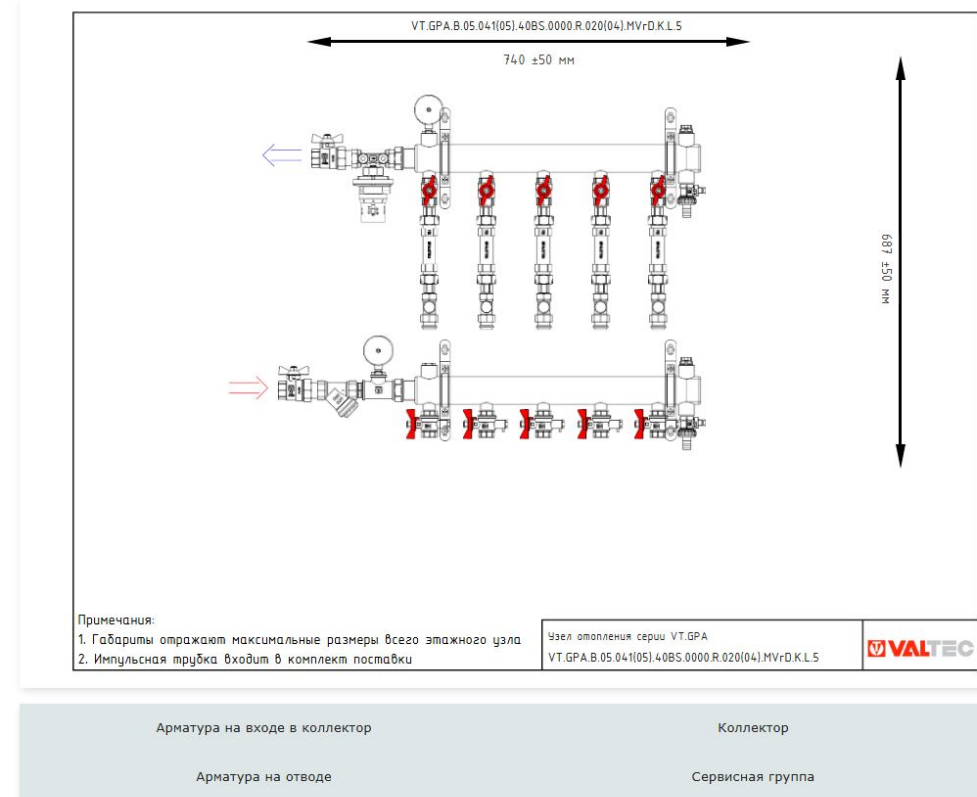 VT.GPA.B.05.041(05).40BS.0000.R.020(04).MVrD.K.L.5
740 ±50 мм
687 ±50 мм
Примечания:
1. Габариты отражают максимальные размеры всего этажного узла
2. Импульсная трубка входит в комплект поставки
Узел отопления серии VT.GPA
VT.GPA.B.05.041(05).40BS.0000.R.020(04).MVrD.K.L.5
VALTEC
Арматура на входе в коллектор
Коллектор
Арматура на отводе
Сервисная группа